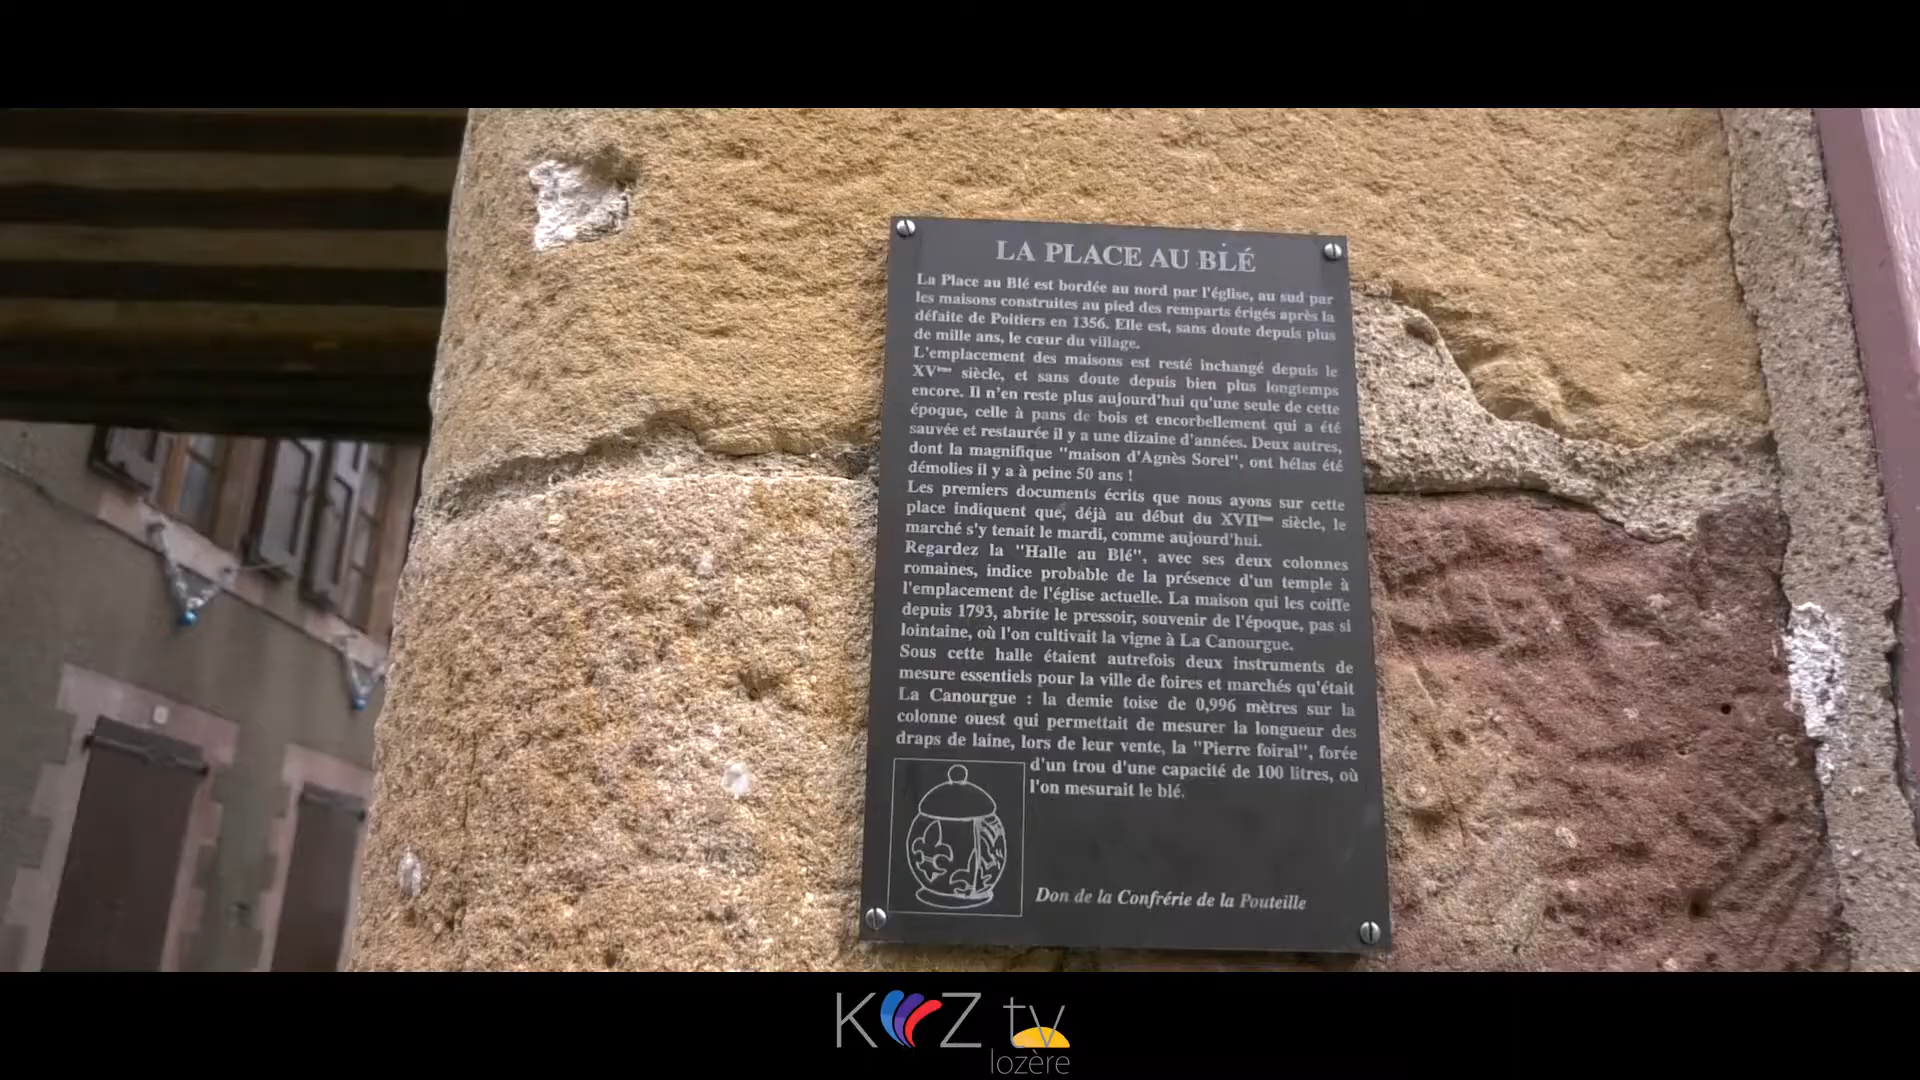 LA PLACE AU BLÉ
La Place au Blé est bordée au nord par l'église, au sud par
les maisons construites au pied des remparts érigés après la
défaite de Poitiers en 1356. Elle est, sans doute depuis plus
de mille ans, le cœur du village.
L'emplacement des maisons est resté inchangé depuis le
XVème siècle, et sans doute depuis bien plus longtemps
encore. Il n'en reste plus aujourd'hui qu'une seule de cette
époque, celle à pans de bois et encorbellement qui a été
sauvée et restaurée il y a une dizaine d'années. Deux autres,
dont la magnifique "maison d'Agnès Sorel", ont hélas été
démolies il y a à peine 50 ans !
Les premiers documents écrits que nous ayons sur cette
place indiquent que, déjà au début du XVIIème siècle, le
marché s'y tenait le mardi, comme aujourd'hui.
Regardez la "Halle au Blé", avec ses deux colonnes
romaines, indice probable de la présence d'un temple à
l'emplacement de l'église actuelle. La maison qui les coiffe
depuis 1793, abrite le pressoir, souvenir de l'époque, pas si
lointaine, où l'on cultivait la vigne à La Canourgue.
Sous cette halle étaient autrefois deux instruments de
mesure essentiels pour la ville de foires et marchés qu'était
La Canourgue : la demie toise de 0,996 mètres sur la
colonne ouest qui permettait de mesurer la longueur des
draps de laine, lors de leur vente, la "Pierre foiral", forée
d'un trou d'une capacité de 100 litres, où
l'on mesurait le blé.
Don de la Confrérie de la Pouteille
K Z tv
lozère